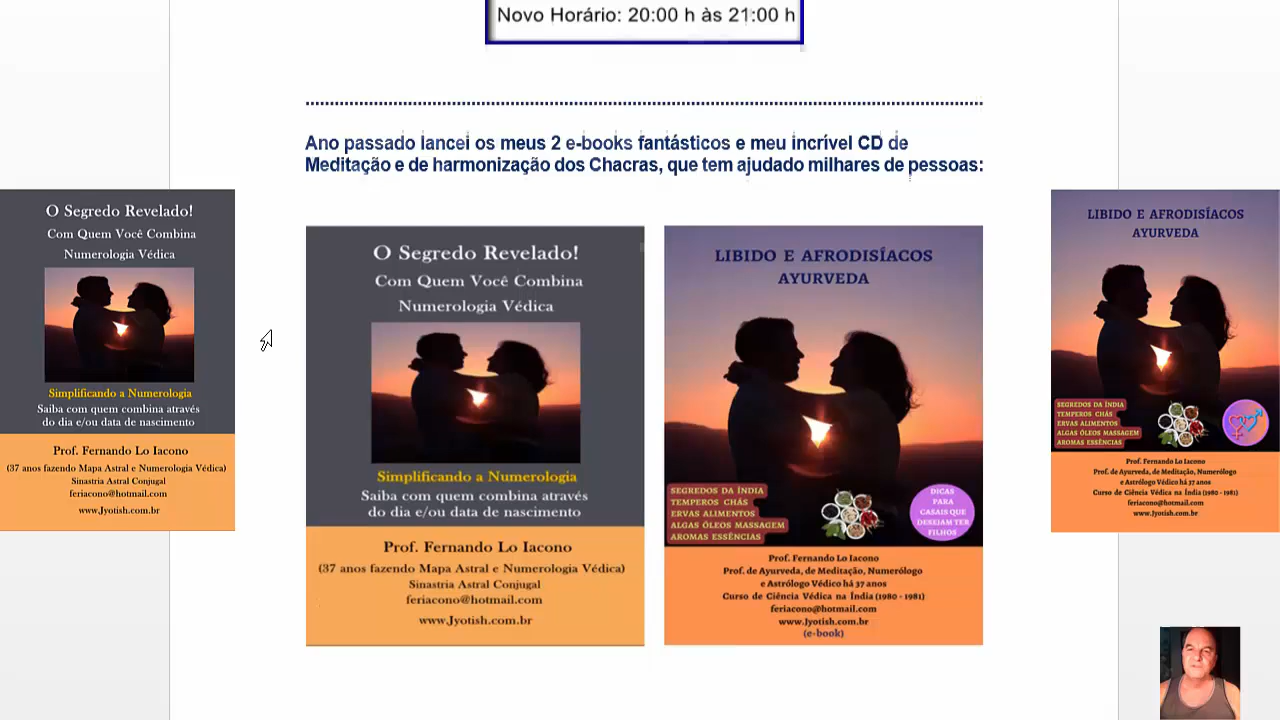 Novo Horário: 20:00 h às 21:00 h
Ano passado lancei os meus 2 e-books fantásticos e meu incrível CD de
Meditação e de harmonização dos Chacras, que tem ajudado milhares de pessoas:
O Segredo Revelado!
Com Quem Você Combina
Numerologia Védica
Simplificando a Numerologia
Saiba com quem combina através
do dia e/ou data de nascimento
Prof. Fernando Lo Iacono
(37 anos fazendo Mapa Astral e Numerologia Védica)
Sinastria Astral Conjugal
feriacono@hotmail.com
www.Jyotish.com.br
O Segredo Revelado!
Com Quem Você Combina
Numerologia Védica
Simplificando a Numerologia
Saiba com quem combina através
do dia e/ou data de nascimento
Prof. Fernando Lo Iacono
(37 anos fazendo Mapa Astral e Numerologia Védica)
Sinastria Astral Conjugal
feriacono@hotmail.com
www.Jyotish.com.br
LIBIDO E AFRODISÍACOS
AYURVEDA
SEGREDOS DA ÍNDIA
TEMPEROS CHÁS
ERVAS ALIMENTOS
ALGAS ÓLEOS MASSAGEM
AROMAS ESSÊNCIAS
DICAS
PARA
CASAIS QUE
DESEJAM TER
FILHOS
Prof. Fernando Lo Iacono
Prof. de Ayurveda, de Meditação, Numerólogo
e Astrólogo Védico há 37 anos
Curso de Ciência Védica na Índia (1980 - 1981)
feriacono@hotmail.com
www.Jyotish.com.br
(e-book)
LIBIDO E AFRODISÍACOS
AYURVEDA
SEGREDOS DA ÍNDIA
TEMPEROS CHÁS
ERVAS ALIMENTOS
ALGAS ÓLEOS MASSAGEM
AROMAS ESSÊNCIAS
Prof. Fernando Lo Iacono
Prof. de Ayurveda, de Meditação, Numerólogo
e Astrólogo Védico há 37 anos
Curso de Ciência Védica na Índia (1980 - 1981)
feriacono@hotmail.com
www.Jyotish.com.br